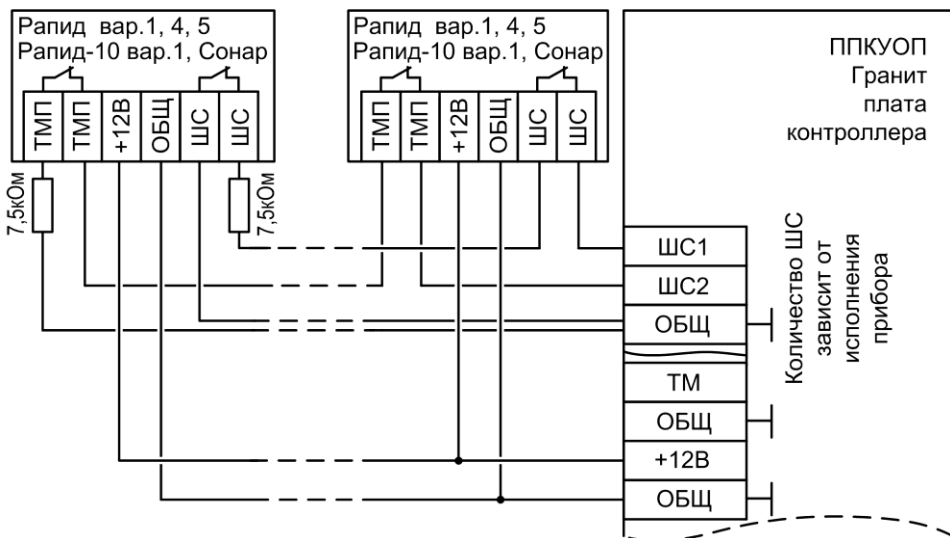 Рапид вар.1, 4, 5
Рапид-10 вар.1, Сонар
ТМП
ТМП
+12В
ОБЩ
ШС
ШС
7,5кОм
7,5кОм
Рапид вар.1, 4, 5
Рапид-10 вар.1, Сонар
ТМП
ТМП
+12В
ОБЩ
ШС
ШС
ППКУОП
Гранит
плата
контроллера
ШС1
ШС2
ОБЩ
ТМ
ОБЩ
+12В
ОБЩ
Количество ШС
зависит от
исполнения
прибора